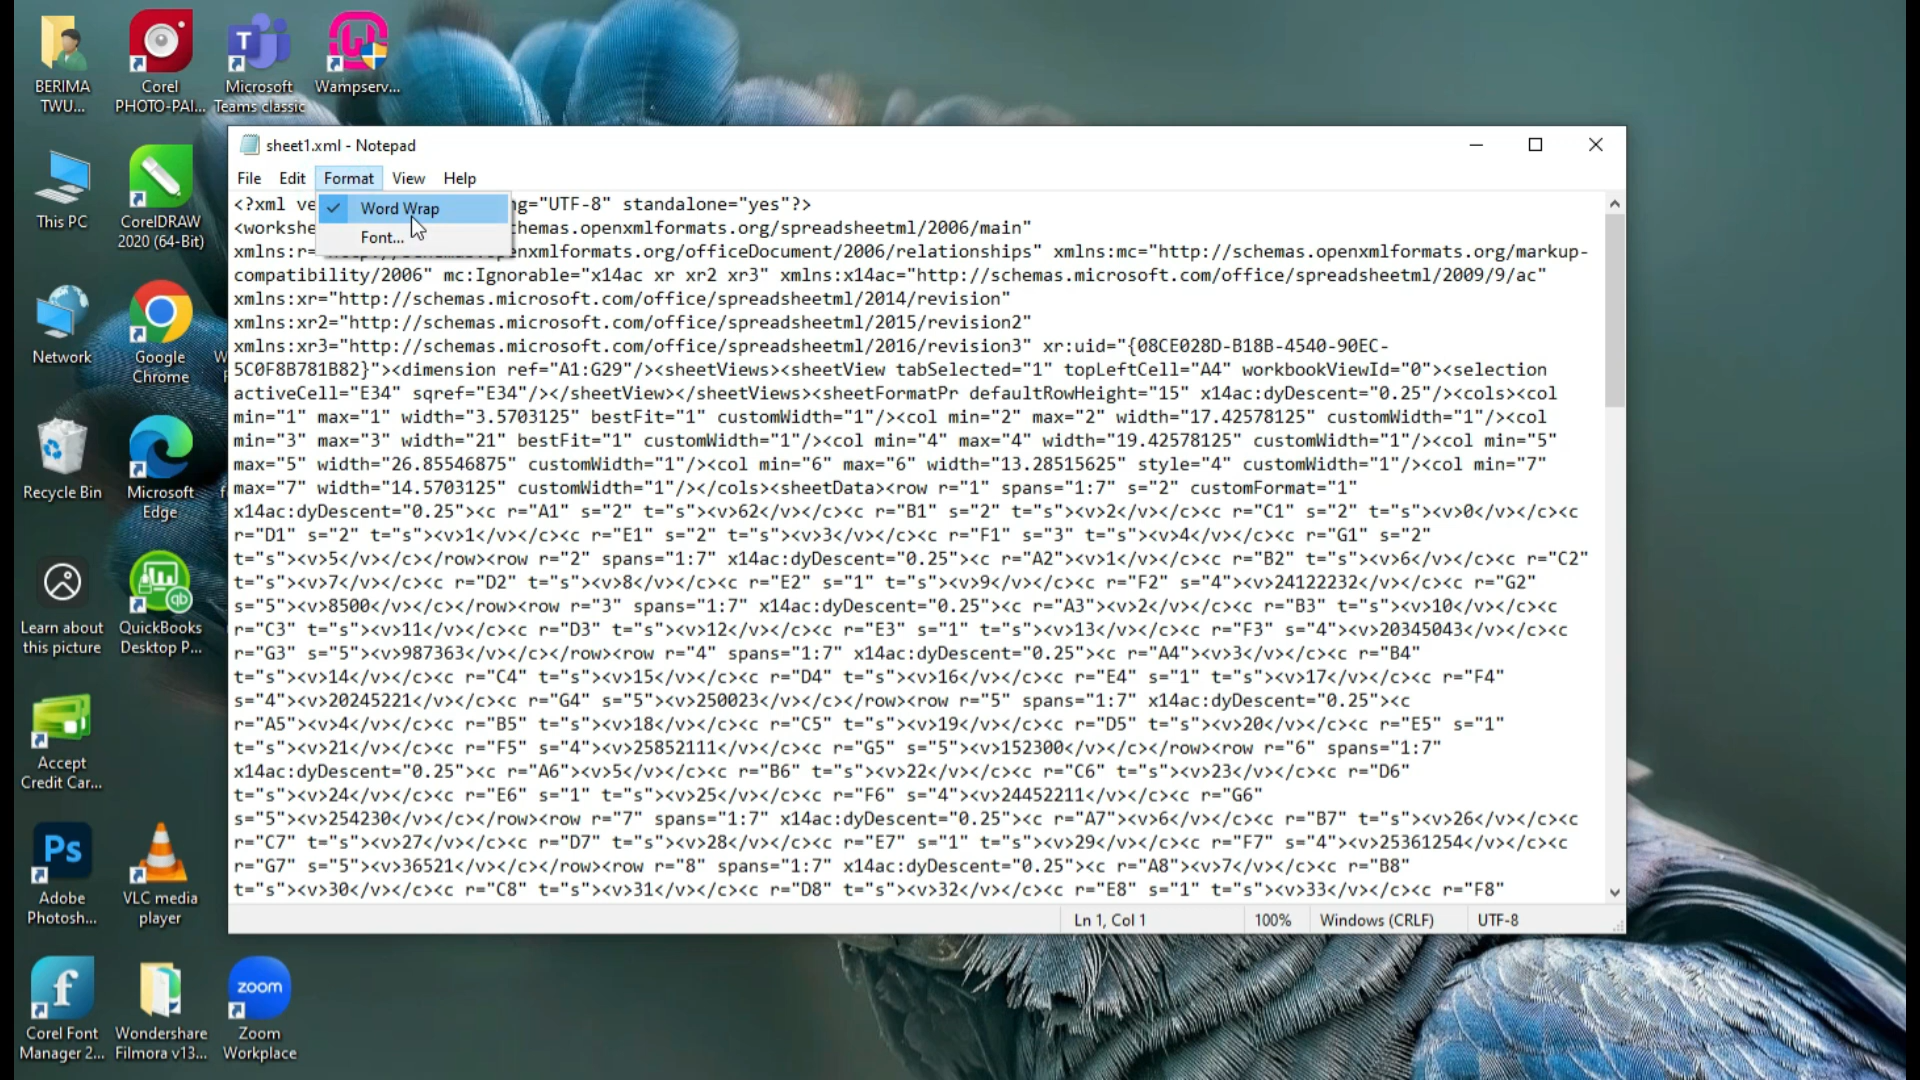 BERIMA
TWU...
Corel
PHOTO-PAI...
Microsoft
Teams classic
Wampserv...
This PC
CorelDRAW
2020 (64-Bit)
Network
Google
Chrome
Recycle Bin
Microsoft
Edge
Learn about
this picture
QuickBooks
Desktop P...
Accept
Credit Car...
Adobe
Photosh...
VLC media
player
Corel Font
Manager 2...
Wondershare
Filmora v13...
zoom
Zoom
Workplace
sheet1.xml - Notepad
File Edit Format View Help
Word Wrap
Font...
<?xml ve ng="UTF-8" standalone="yes"?>
<workshe hemas.openxmlformats.org/spreadsheetml/2006/main"
xmlns:r= enxmlformats.org/officeDocument/2006/relationships" xmlns:mc="http://schemas.openxmlformats.org/markup-
compatibility/2006" mc:Ignorable="x14ac xr xr2 xr3" xmlns:x14ac="http://schemas.microsoft.com/office/spreadsheetml/2009/9/ac"
xmlns:xr="http://schemas.microsoft.com/office/spreadsheetml/2014/revision"
xmlns:xr2="http://schemas.microsoft.com/office/spreadsheetml/2015/revision2"
xmlns:xr3="http://schemas.microsoft.com/office/spreadsheetml/2016/revision3" xr:uid="{08CE028D-B18B-4540-90EC-
5C0F8B781B82}"><dimension ref="A1:G29"/><sheetViews><sheetView tabSelected="1" topLeftCell="A4" workbookViewId="0"><selection
activeCell="E34" sqref="E34"/></sheetView></sheetViews><sheetFormatPr defaultRowHeight="15" x14ac:dyDescent="0.25"/><cols><col
min="1" max="1" width="3.5703125" bestFit="1" customWidth="1"/><col min="2" max="2" width="17.42578125" customWidth="1"/><col
min="3" max="3" width="21" bestFit="1" customWidth="1"/><col min="4" max="4" width="19.42578125" customWidth="1"/><col min="5"
max="5" width="26.85546875" customWidth="1"/><col min="6" max="6" width="13.28515625" style="4" customWidth="1"/><col min="7"
max="7" width="14.5703125" customWidth="1"/></cols><sheetData><row r="1" spans="1:7" s="2" customFormat="1"
x14ac:dyDescent="0.25"><c r="A1" s="2" t="s"><v>62</v></c><c r="B1" s="2" t="s"><v>2</v></c><c r="C1" s="2" t="s"><v>0</v></c><c
r="D1" s="2" t="s"><v>1</v></c><c r="E1" s="2" t="s"><v>3</v></c><c r="F1" s="3" t="s"><v>4</v></c><c r="G1" s="2"
t="s"><v>5</v></c></row><row r="2" spans="1:7" x14ac:dyDescent="0.25"><c r="A2"><v>1</v></c><c r="B2" t="s"><v>6</v></c><c r="C2"
t="s"><v>7</v></c><c r="D2" t="s"><v>8</v></c><c r="E2" s="1" t="s"><v>9</v></c><c r="F2" s="4"><v>24122232</v></c><c r="G2"
s="5"><v>8500</v></c></row><row r="3" spans="1:7" x14ac:dyDescent="0.25"><c r="A3"><v>2</v></c><c r="B3" t="s"><v>10</v></c><c
r="C3" t="s"><v>11</v></c><c r="D3" t="s"><v>12</v></c><c r="E3" s="1" t="s"><v>13</v></c><c r="F3" s="4"><v>20345043</v></c><c
r="G3" s="5"><v>987363</v></c></row><row r="4" spans="1:7" x14ac:dyDescent="0.25"><c r="A4"><v>3</v></c><c r="B4"
t="s"><v>14</v></c><c r="C4" t="s"><v>15</v></c><c r="D4" t="s"><v>16</v></c><c r="E4" s="1" t="s"><v>17</v></c><c r="F4"
s="4"><v>20245221</v></c><c r="G4" s="5"><v>250023</v></c></row><row r="5" spans="1:7" x14ac:dyDescent="0.25"><c
r="A5"><v>4</v></c><c r="B5" t="s"><v>18</v></c><c r="C5" t="s"><v>19</v></c><c r="D5" t="s"><v>20</v></c><c r="E5" s="1"
t="s"><v>21</v></c><c r="F5" s="4"><v>25852111</v></c><c r="G5" s="5"><v>152300</v></c></row><row r="6" spans="1:7"
x14ac:dyDescent="0.25"><c r="A6"><v>5</v></c><c r="B6" t="s"><v>22</v></c><c r="C6" t="s"><v>23</v></c><c r="D6"
t="s"><v>24</v></c><c r="E6" s="1" t="s"><v>25</v></c><c r="F6" s="4"><v>24452211</v></c><c r="G6"
s="5"><v>254230</v></c></row><row r="7" spans="1:7" x14ac:dyDescent="0.25"><c r="A7"><v>6</v></c><c r="B7" t="s"><v>26</v></c><c
r="C7" t="s"><v>27</v></c><c r="D7" t="s"><v>28</v></c><c r="E7" s="1" t="s"><v>29</v></c><c r="F7" s="4"><v>25361254</v></c><c
r="G7" s="5"><v>36521</v></c></row><row r="8" spans="1:7" x14ac:dyDescent="0.25"><c r="A8"><v>7</v></c><c r="B8"
t="s"><v>30</v></c><c r="C8" t="s"><v>31</v></c><c r="D8" t="s"><v>32</v></c><c r="E8" s="1" t="s"><v>33</v></c><c r="F8"
Ln 1, Col 1 100% Windows (CRLF) UTF-8